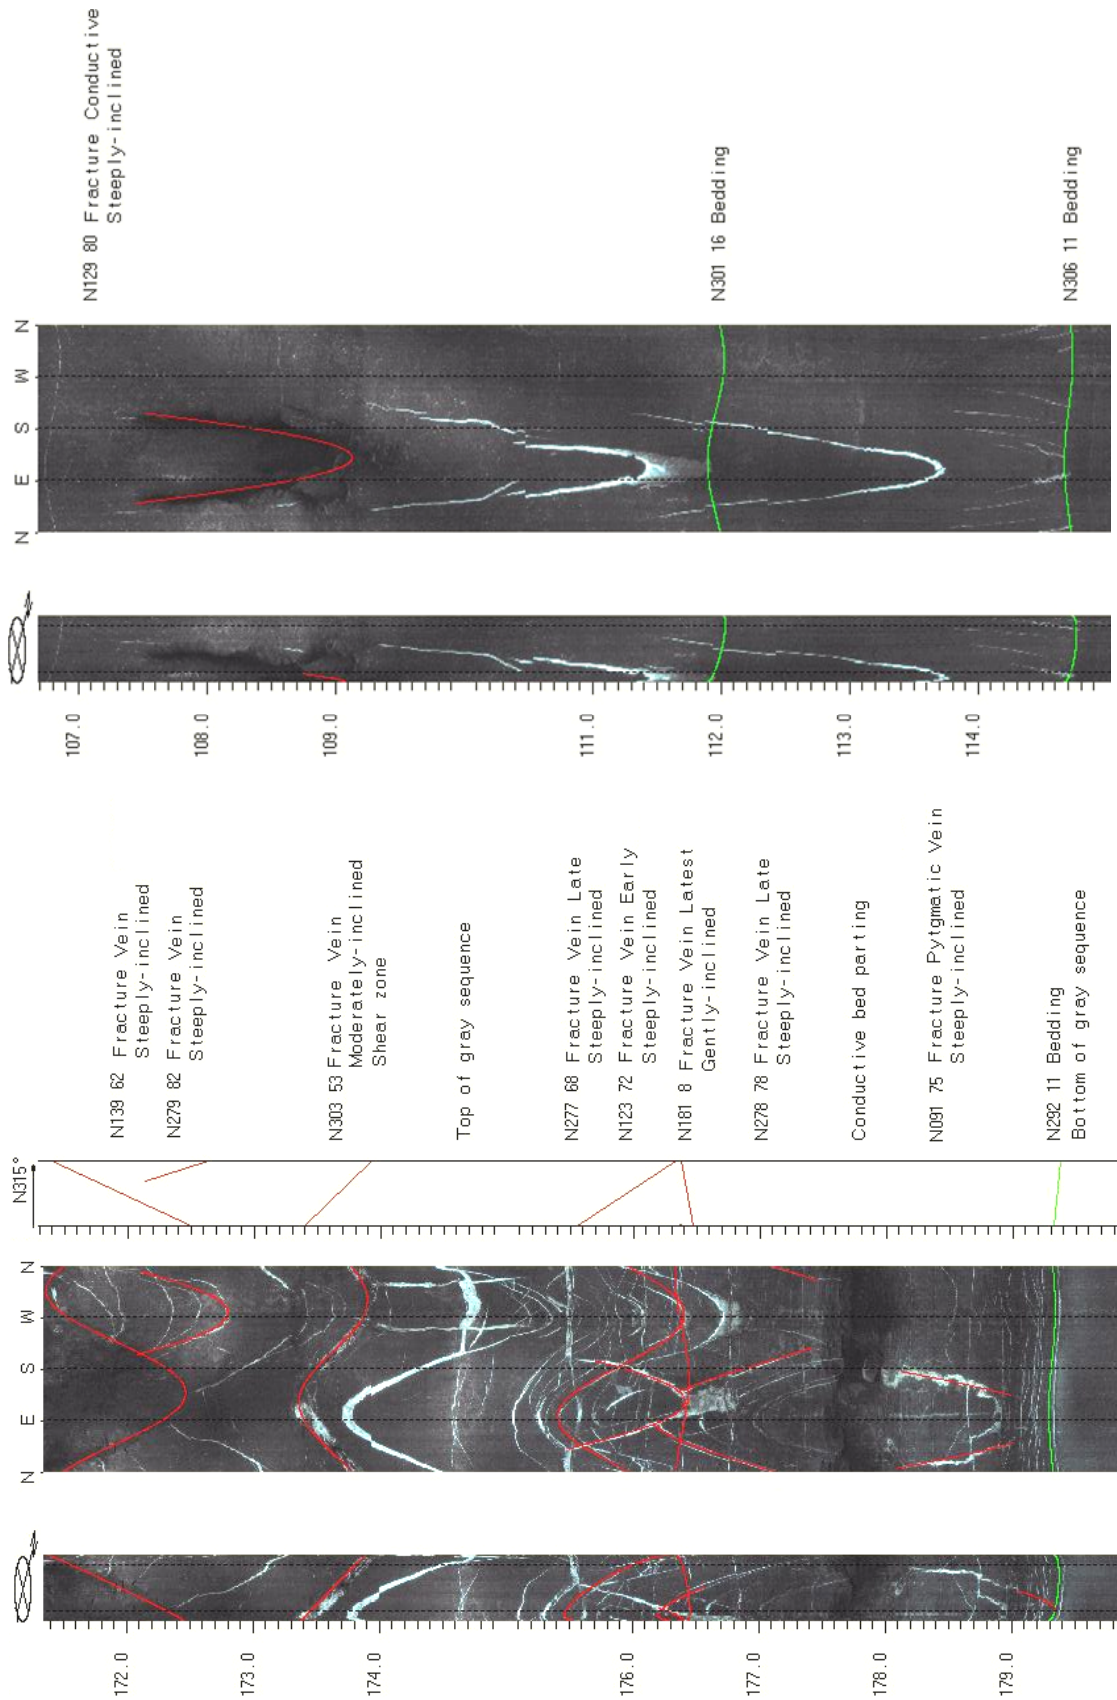 N129 80 Fracture Conductive
Steeply-inclined
N301 16 Bedding
N306 11 Bedding
N
W
S
E
N
107.0
108.0
109.0
111.0
112.0
113.0
114.0
N139 62 Fracture Vein
Steeply-inclined
N279 82 Fracture Vein
Steeply-inclined
N303 53 Fracture Vein
Moderately-inclined
Shear zone
Top of gray sequence
N277 68 Fracture Vein Late
Steeply-inclined
N123 72 Fracture Vein Early
Steeply-inclined
N181 8 Fracture Vein Latest
Gently-inclined
N278 78 Fracture Vein Late
Steeply-inclined
Conductive bed parting
N091 75 Fracture Pytgmatic Vein
Steeply-inclined
N292 11 Bedding
Bottom of gray sequence
N315°
N
W
S
E
N
172.0
173.0
174.0
176.0
177.0
178.0
179.0